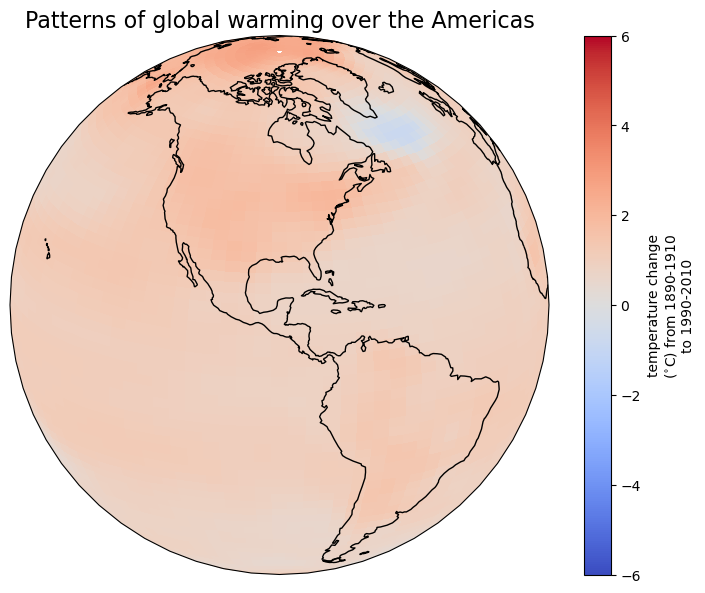 Patterns of global warming over the Americas
6
4
2
0
−2
−4
−6
temperature change
(°C) from 1890-1910
to 1990-2010